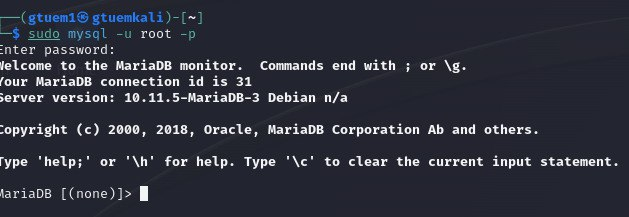 ┌──(gtuem1㉿gtuemkali)-[~]
└─$ sudo mysql -u root -p
Enter password:
Welcome to the MariaDB monitor.  Commands end with ; or \g.
Your MariaDB connection id is 31
Server version: 10.11.5-MariaDB-3 Debian n/a
Copyright (c) 2000, 2018, Oracle, MariaDB Corporation Ab and others.
Type 'help;' or '\h' for help. Type '\c' to clear the current input statement.
MariaDB [(none)]>